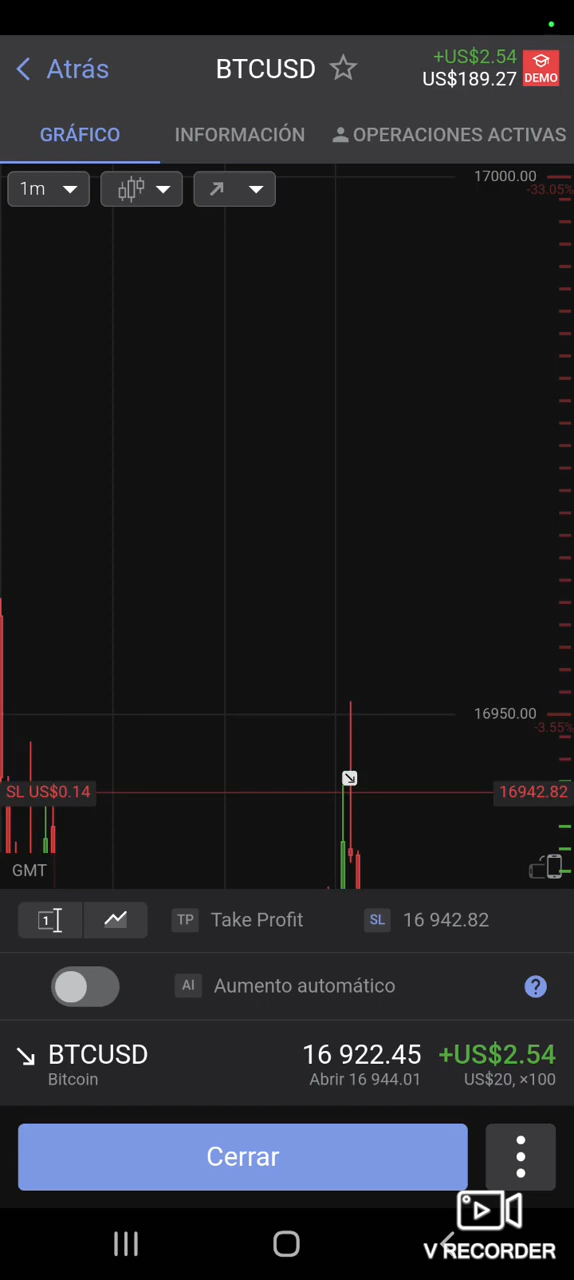 Atrás
BTCUSD
+US$2.54
US$189.27
DEMO
GRÁFICO
INFORMACIÓN
OPERACIONES ACTIVAS
1m
17000.00
-33.05%
16950.00
-3.55%
SL US$0.14
16942.82
GMT
1
TP Take Profit
SL 16 942.82
AI Aumento automático
?
BTCUSD 16 922.45 +US$2.54
Bitcoin Abrir 16 944.01 US$20, ×100
Cerrar
V RECORDER